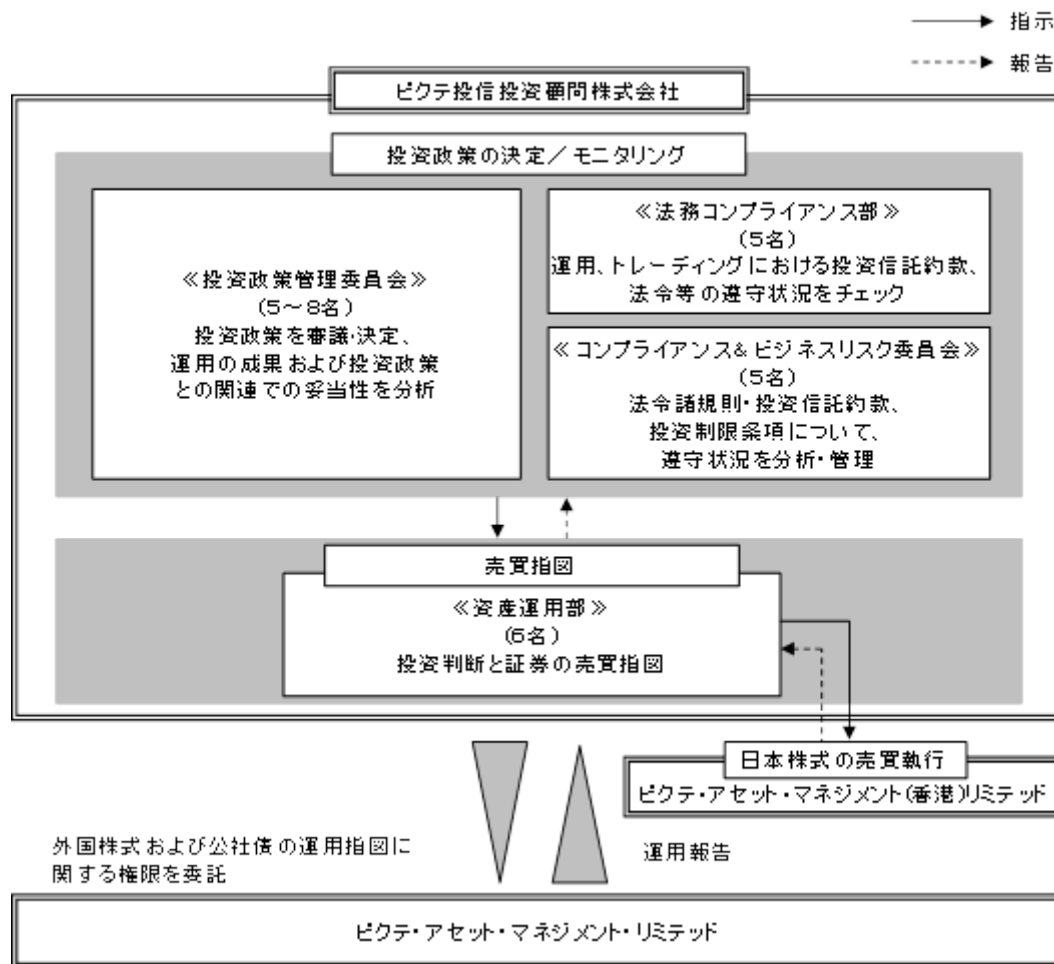 指示
報告
ピクテ投信投資顧問株式会社
投資政策の決定／モニタリング
≪投資政策管理委員会≫
(5～8名)
投資政策を審議・決定、
運用の成果および投資政策
との関連での妥当性を分析
≪法務コンプライアンス部≫
(5名)
運用、トレーディングにおける投資信託約款、
法令等の遵守状況をチェック
≪コンプライアンス&ビジネスリスク委員会≫
(5名)
法令諸規則・投資信託約款、
投資制限条項について、
遵守状況を分析・管理
売買指図
≪資産運用部≫
(6名)
投資判断と証券の売買指図
日本株式の売買執行
ピクテ・アセット・マネジメント(香港)リミテッド
外国株式および公社債の運用指図に
関する権限を委託
運用報告
ピクテ・アセット・マネジメント・リミテッド